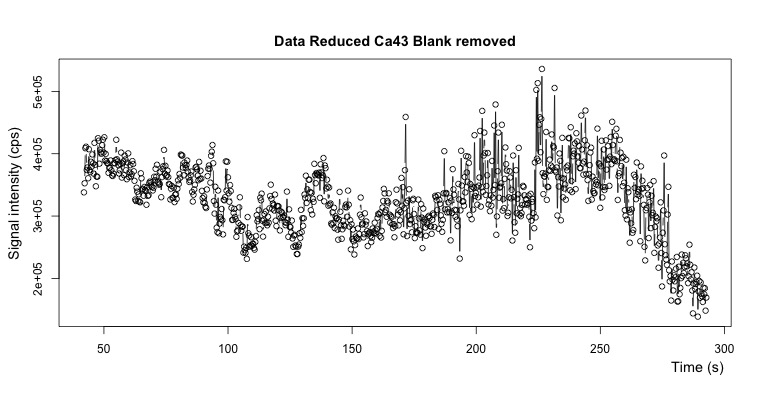 Data Reduced Ca43 Blank removed
Signal intensity (cps)
5e+05
4e+05
3e+05
2e+05
50 100 150 200 250 300
Time (s)